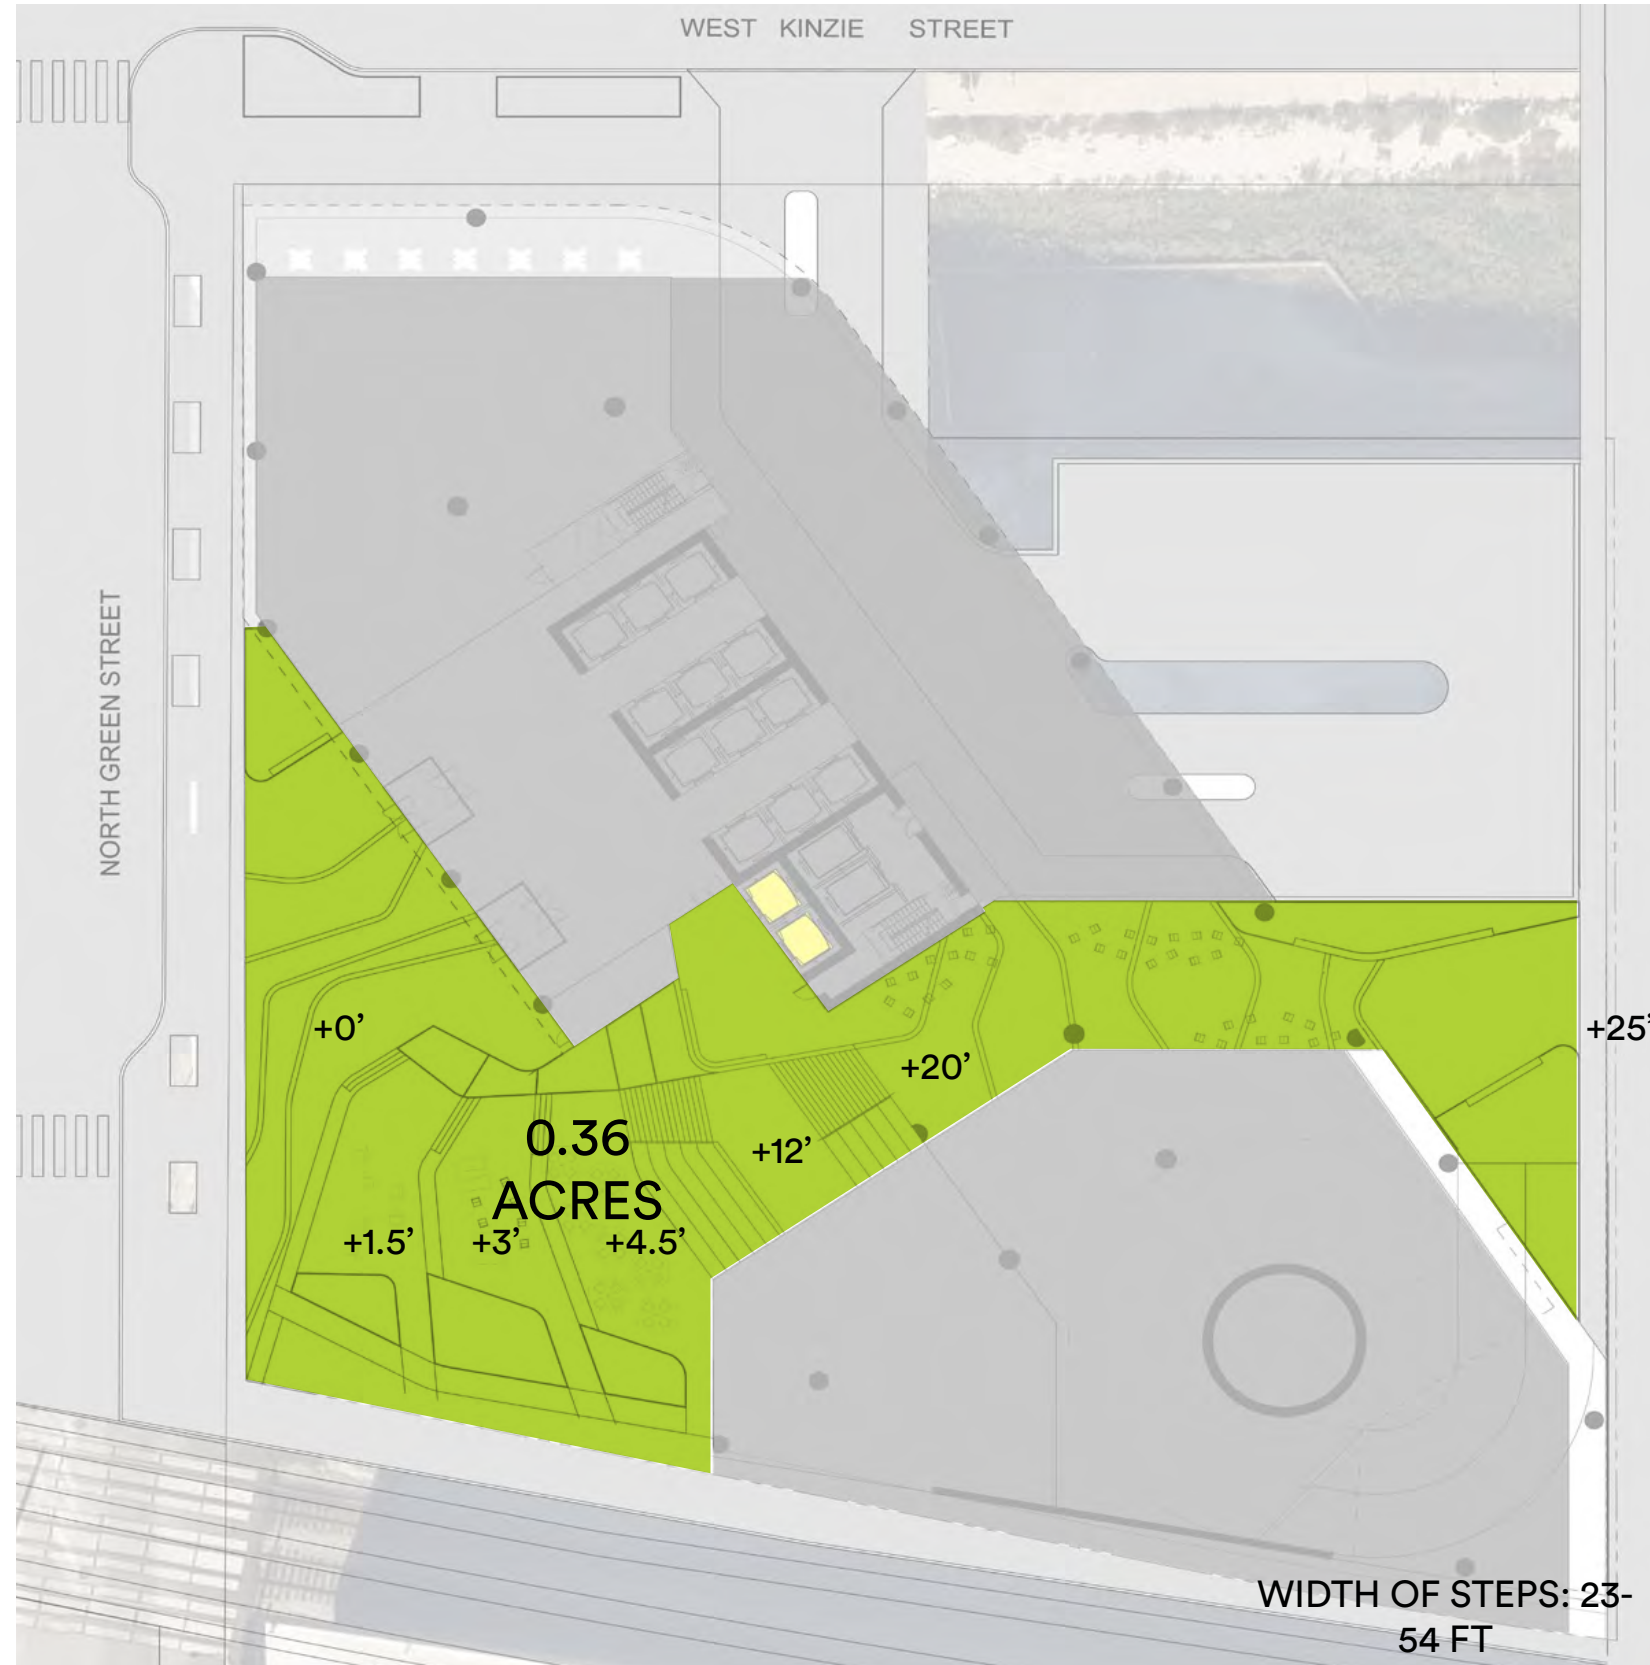 WEST KINZIE STREET
NORTH GREEN STREET
+0’
+25’
+20’
0.36
ACRES
+12’
+1.5’
+3’
+4.5’
WIDTH OF STEPS: 23-
54 FT